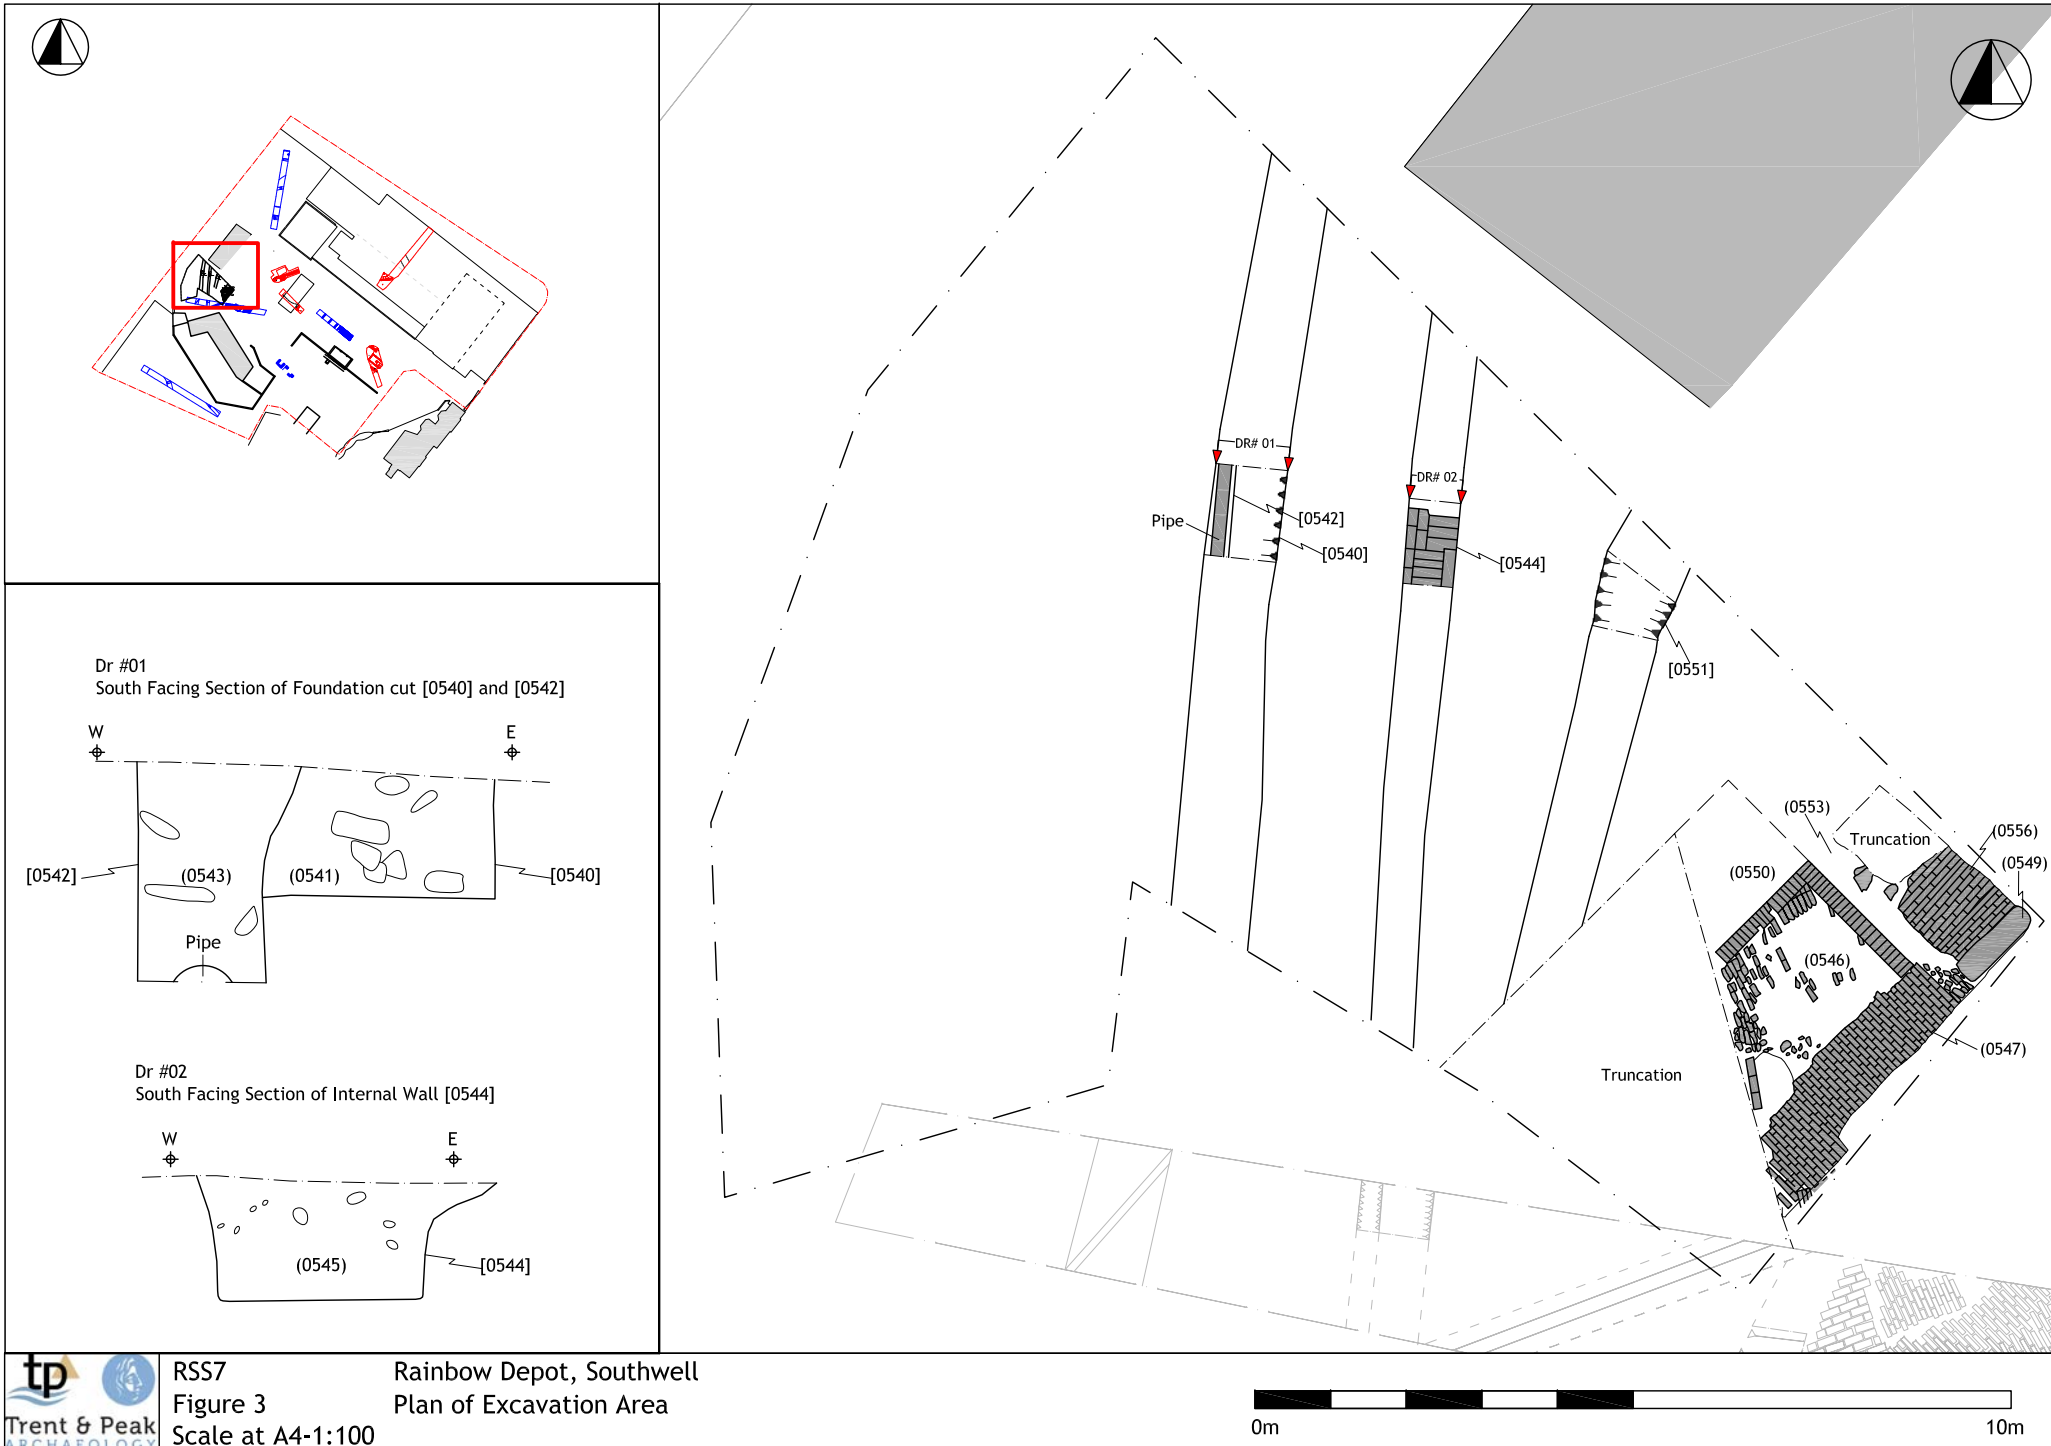 Dr #01
South Facing Section of Foundation cut [0540] and [0542]
W
E
[0542]
(0543)
(0541)
[0540]
Pipe
Dr #02
South Facing Section of Internal Wall [0544]
W
E
(0545)
[0544]
DR# 01
DR# 02
Pipe
[0542]
[0540]
[0544]
[0551]
(0553)
Truncation
(0556)
(0549)
(0550)
(0546)
(0547)
Truncation
tp
Trent & Peak
ARCHAEOLOGY
RSS7
Rainbow Depot, Southwell
Figure 3
Plan of Excavation Area
Scale at A4-1:100
0m
10m